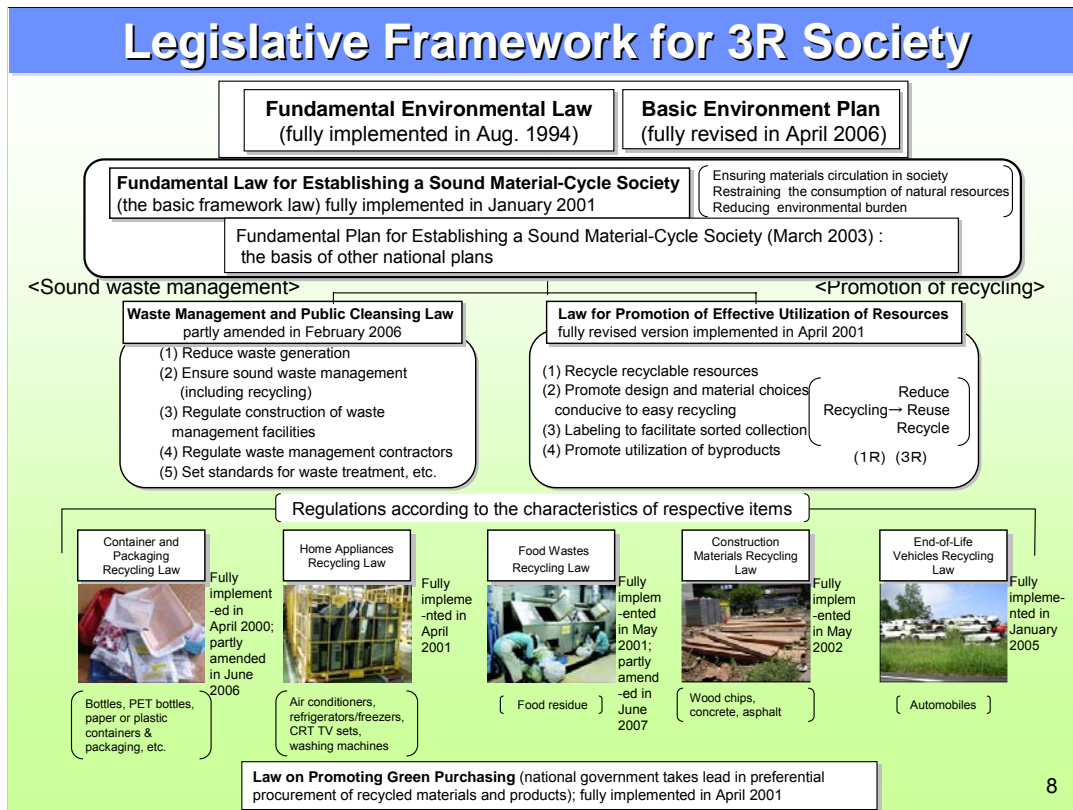 Legislative Framework for 3R Society
Fundamental Environmental Law
(fully implemented in Aug. 1994)
Basic Environment Plan
(fully revised in April 2006)
Fundamental Law for Establishing a Sound Material-Cycle Society
(the basic framework law) fully implemented in January 2001
Ensuring materials circulation in society
Restraining the consumption of natural resources
Reducing environmental burden
Fundamental Plan for Establishing a Sound Material-Cycle Society (March 2003) :
the basis of other national plans
<Sound waste management>
<Promotion of recycling>
Waste Management and Public Cleansing Law
partly amended in February 2006
(1) Reduce waste generation
(2) Ensure sound waste management
(including recycling)
(3) Regulate construction of waste
management facilities
(4) Regulate waste management contractors
(5) Set standards for waste treatment, etc.
Law for Promotion of Effective Utilization of Resources
fully revised version implemented in April 2001
(1) Recycle recyclable resources
(2) Promote design and material choices
conducive to easy recycling
(3) Labeling to facilitate sorted collection
(4) Promote utilization of byproducts
Reduce
Recycling→ Reuse
Recycle
(1R) (3R)
Regulations according to the characteristics of respective items
Container and
Packaging
Recycling Law
Fully
implement
-ed in
April 2000;
partly
amended
in June
2006
Bottles, PET bottles,
paper or plastic
containers &
packaging, etc.
Home Appliances
Recycling Law
Fully
impleme
-nted in
April
2001
Air conditioners,
refrigerators/freezers,
CRT TV sets,
washing machines
Food Wastes
Recycling Law
Fully
implem
-ented
in May
2001;
partly
amend
-ed in
June
2007
Food residue
Construction
Materials Recycling
Law
Fully
implem
-ented
in May
2002
Wood chips,
concrete, asphalt
End-of-Life
Vehicles Recycling
Law
Fully
impleme-
nted in
January
2005
Automobiles
Law on Promoting Green Purchasing (national government takes lead in preferential
procurement of recycled materials and products); fully implemented in April 2001
8